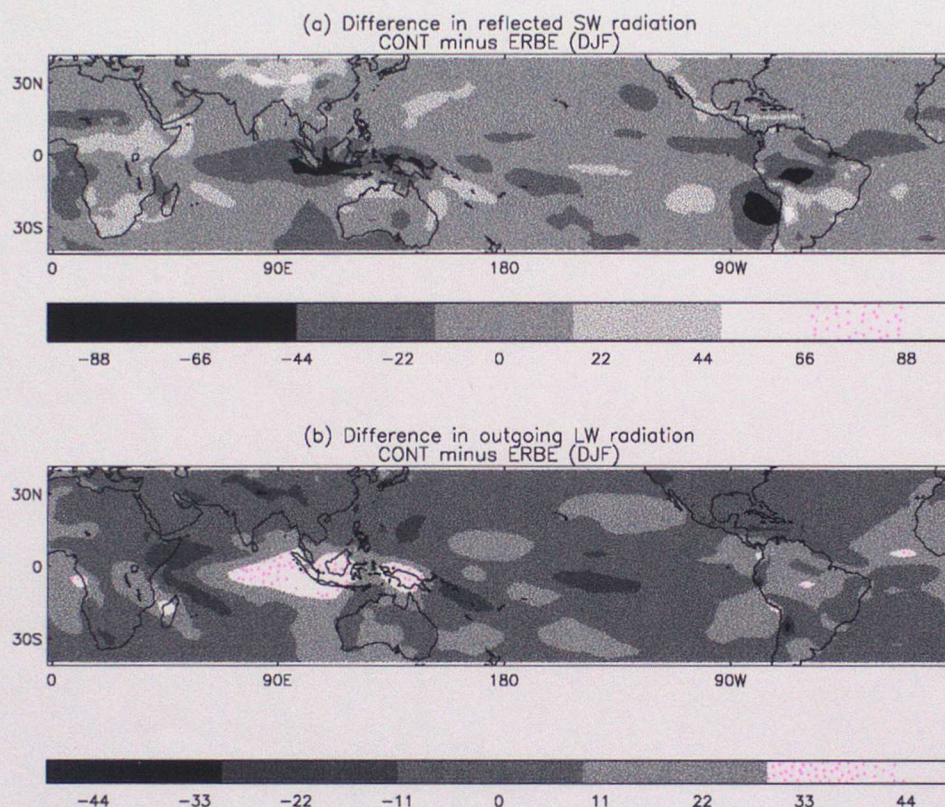 (a) Difference in reflected SW radiation
CONT minus ERBE (DJF)
30N
0
30S
0 90E 180 90W
-88 -66 -44 -22 0 22 44 66 88
(b) Difference in outgoing LW radiation
CONT minus ERBE (DJF)
30N
0
30S
0 90E 180 90W
-44 -33 -22 -11 0 11 22 33 44